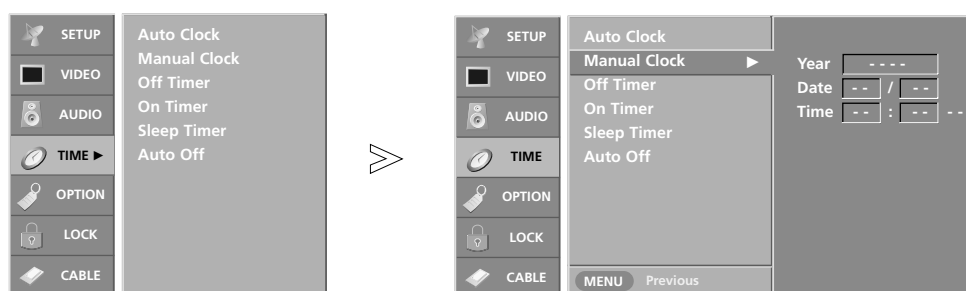 SETUP
VIDEO
AUDIO
TIME ►
OPTION
LOCK
CABLE
Auto Clock
Manual Clock
Off Timer
On Timer
Sleep Timer
Auto Off
SETUP
VIDEO
AUDIO
TIME
OPTION
LOCK
CABLE
Auto Clock
Manual Clock ►
Off Timer
On Timer
Sleep Timer
Auto Off
MENU Previous
Year - - - -
Date - - / - -
Time - - : - - - -